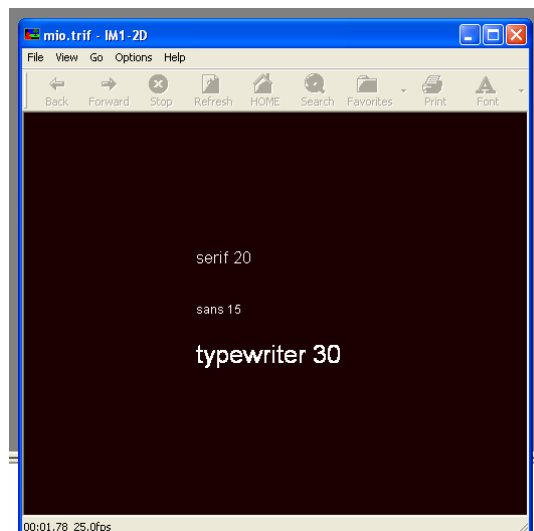 mio.trif - IM1-2D
File View Go Options Help
Back Forward Stop Refresh HOME Search Favorites Print Font
serif 20
sans 15
typewriter 30
00:01.78 25.0fps